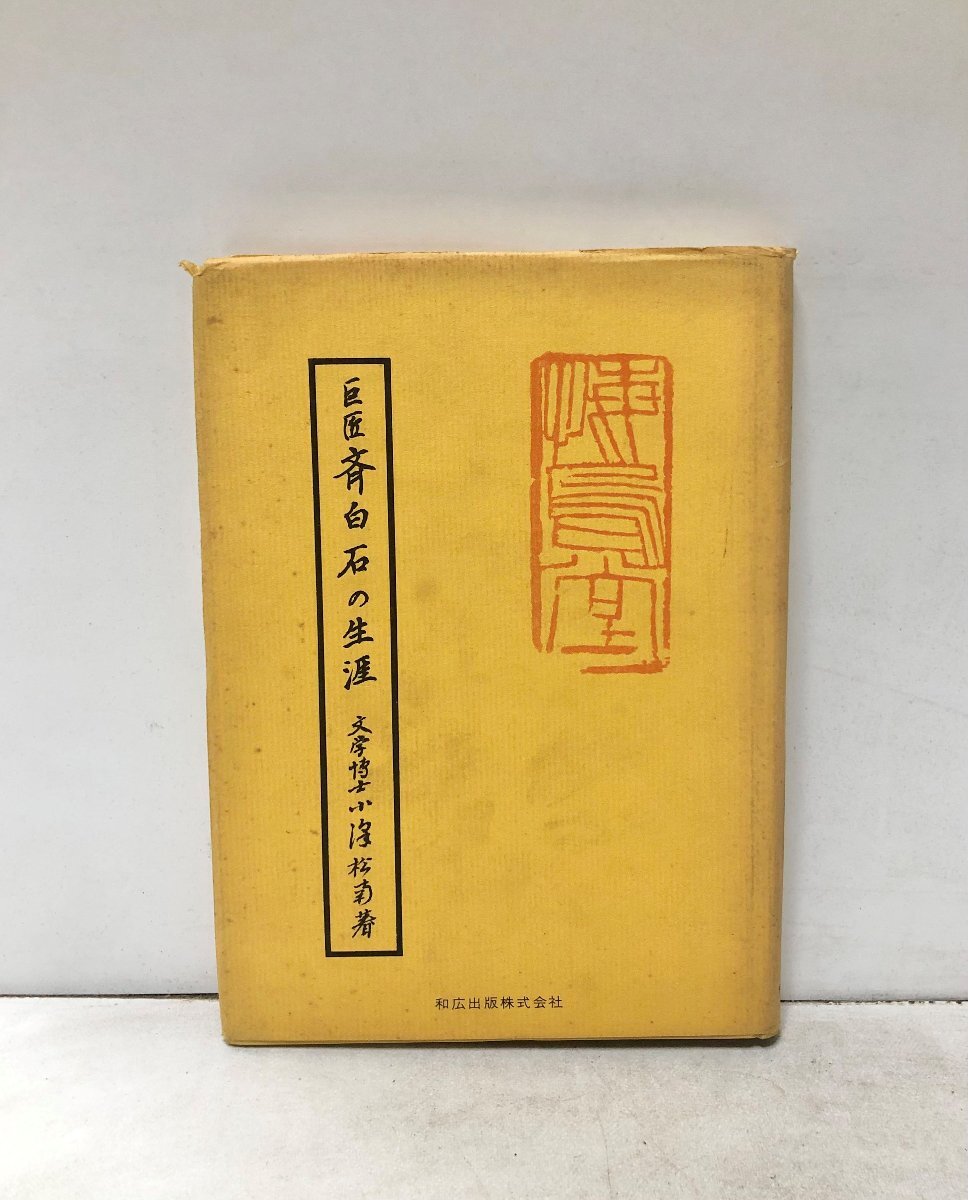 巨匠 斉白石の生涯 文学博士 小澤松南著
和広出版株式会社